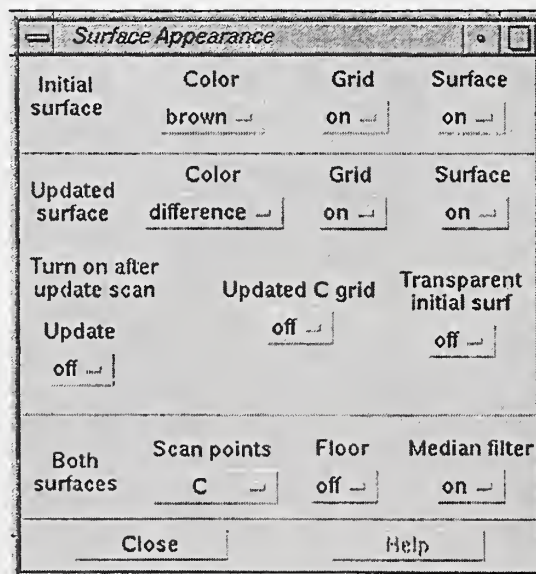 Surface Appearance
Initial surface
Color
Grid
Surface
brown
on
on
Updated surface
Color
Grid
Surface
difference
on
on
Turn on after
update scan
Updated C grid
Transparent
initial surf
Update
off
off
off
Both surfaces
Scan points
Floor
Median filter
C
off
on
Close
Help